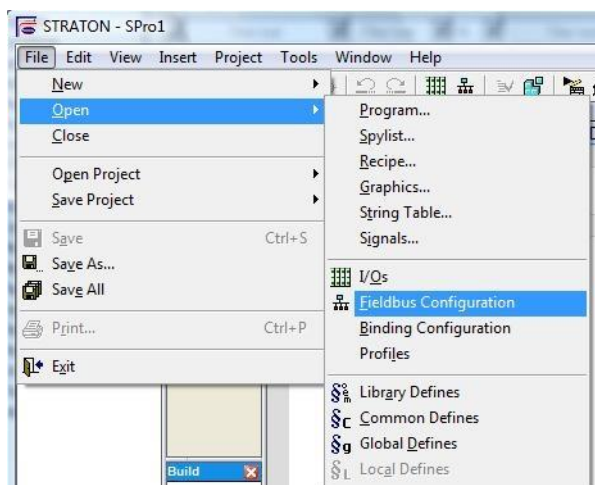 STRATON - SPro1
File Edit View Insert Project Tools Window Help
New
Open
Close
Open Project
Save Project
Save Ctrl+S
Save As...
Save All
Print... Ctrl+P
Exit
Program...
Spylist...
Recipe...
Graphics...
String Table...
Signals...
I/Os
Fieldbus Configuration
Binding Configuration
Profiles
Library Defines
Common Defines
Global Defines
Local Defines
Build